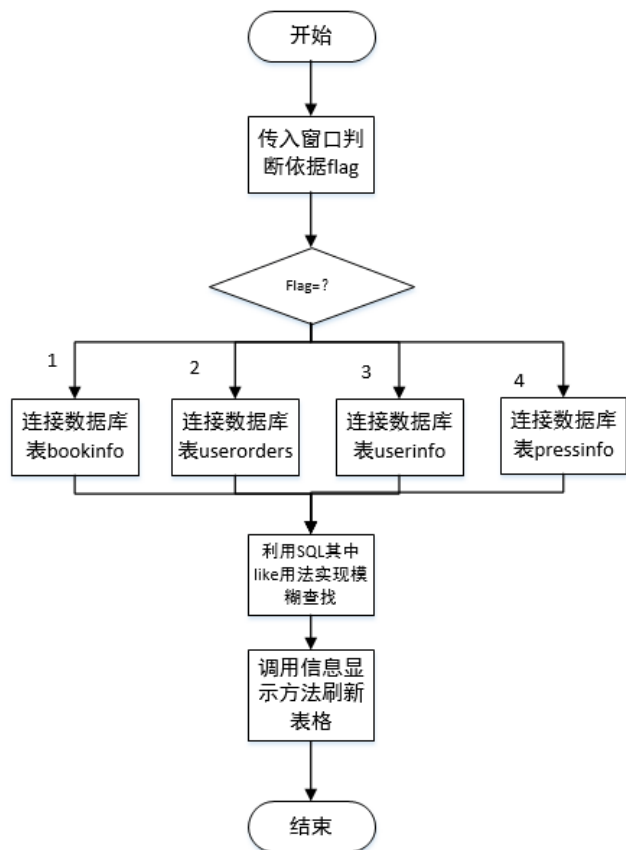 开始
传入窗口判
断依据flag
Flag=?
1
2
3
4
连接数据库
表bookinfo
连接数据库
表userorders
连接数据库
表userinfo
连接数据库
表pressinfo
利用SQL其中
like用法实现模
糊查找
调用信息显
示方法刷新
表格
结束